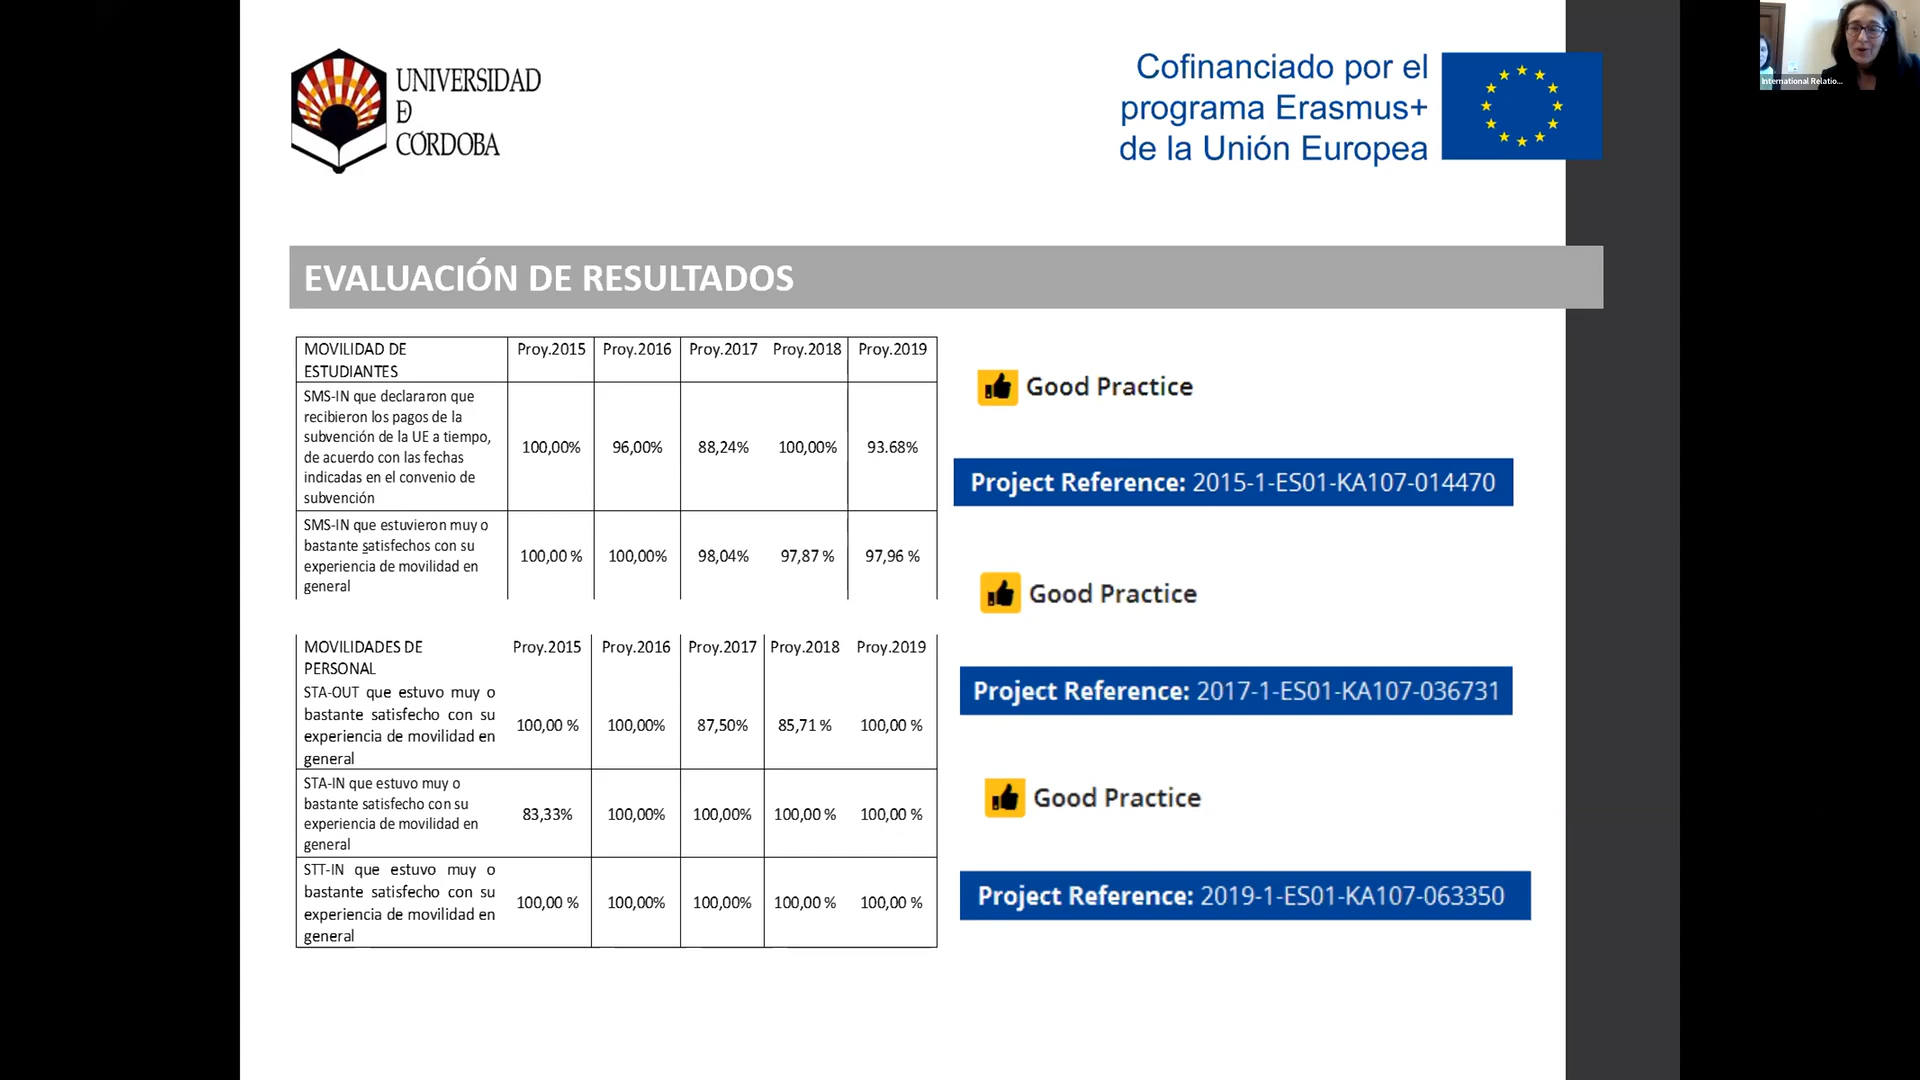 UNIVERSIDAD
D
CÓRDOBA
Cofinanciado por el
programa Erasmus+
de la Unión Europea
International Relatio...
EVALUACIÓN DE RESULTADOS
MOVILIDAD DE
ESTUDIANTES
Proy.2015 Proy.2016 Proy.2017 Proy.2018 Proy.2019
SMS-IN que declararon que
recibieron los pagos de la
subvención de la UE a tiempo,
de acuerdo con las fechas
indicadas en el convenio de
subvención
100,00% 96,00% 88,24% 100,00% 93.68%
SMS-IN que estuvieron muy o
bastante satisfechos con su
experiencia de movilidad en
general
100,00 % 100,00% 98,04% 97,87 % 97,96 %
MOVILIDADES DE
PERSONAL
Proy.2015 Proy.2016 Proy.2017 Proy.2018 Proy.2019
STA-OUT que estuvo muy o
bastante satisfecho con su
experiencia de movilidad en
general
100,00 % 100,00% 87,50% 85,71 % 100,00 %
STA-IN que estuvo muy o
bastante satisfecho con su
experiencia de movilidad en
general
83,33% 100,00% 100,00% 100,00 % 100,00 %
STT-IN que estuvo muy o
bastante satisfecho con su
experiencia de movilidad en
general
100,00 % 100,00% 100,00% 100,00 % 100,00 %
Good Practice
Project Reference: 2015-1-ES01-KA107-014470
Good Practice
Project Reference: 2017-1-ES01-KA107-036731
Good Practice
Project Reference: 2019-1-ES01-KA107-063350